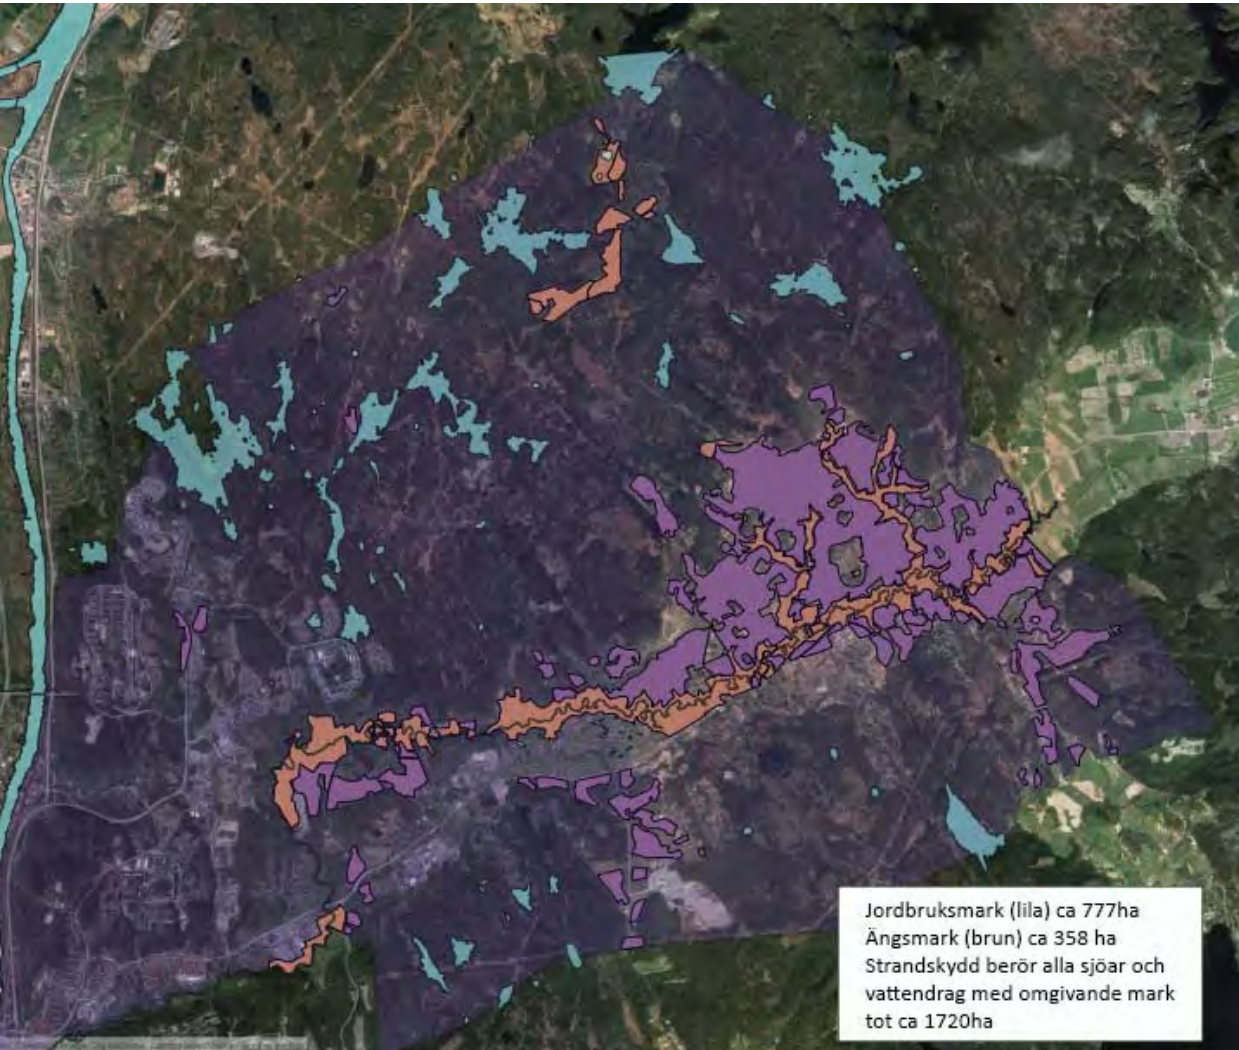 Jordbruksmark (lila) ca 777ha
Ängsmark (brun) ca 358 ha
Strandskydd berör alla sjöar och
vattendrag med omgivande mark
tot ca 1720ha